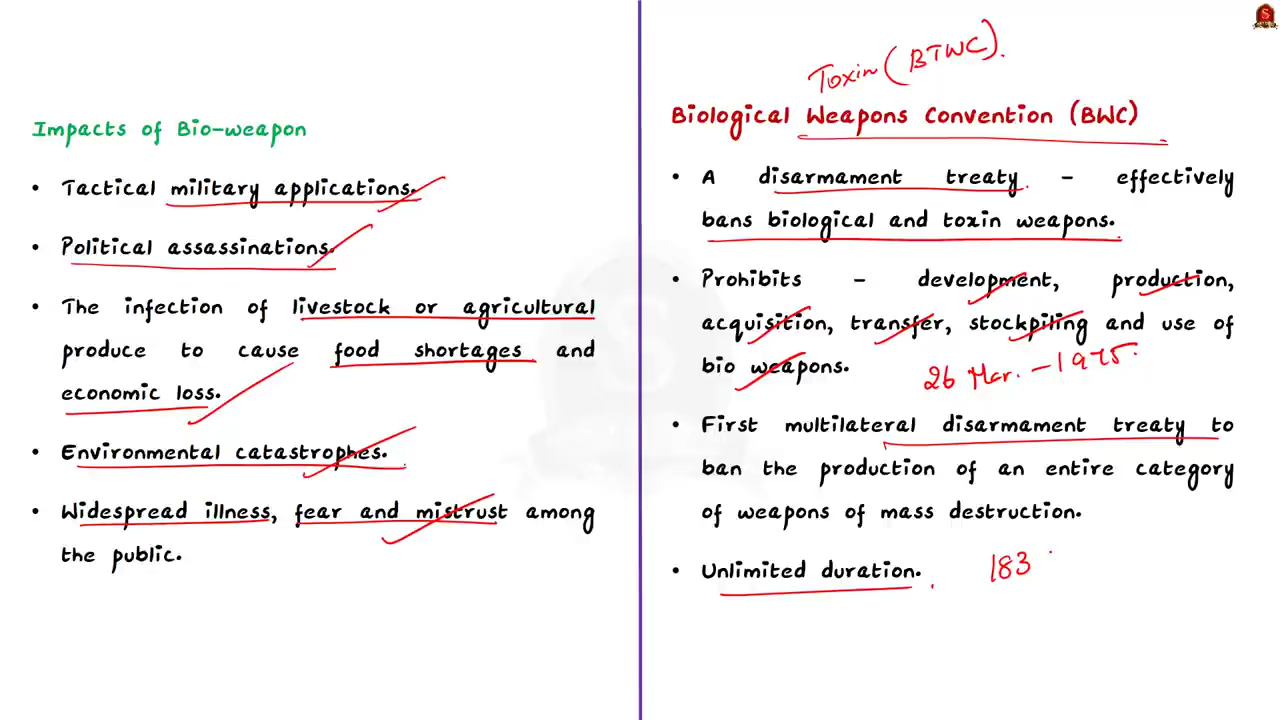 Impacts of Bio-weapon
• Tactical military applications.
• Political assassinations.
• The infection of livestock or agricultural
produce to cause food shortages and
economic loss.
• Environmental catastrophes.
• Widespread illness, fear and mistrust among
the public.
Toxin (BTWC).
Biological Weapons Convention (BWC)
• A disarmament treaty – effectively
bans biological and toxin weapons.
• Prohibits – development, production,
acquisition, transfer, stockpiling and use of
bio weapons.
26 Mar. – 1975.
• First multilateral disarmament treaty to
ban the production of an entire category
of weapons of mass destruction.
• Unlimited duration.
183